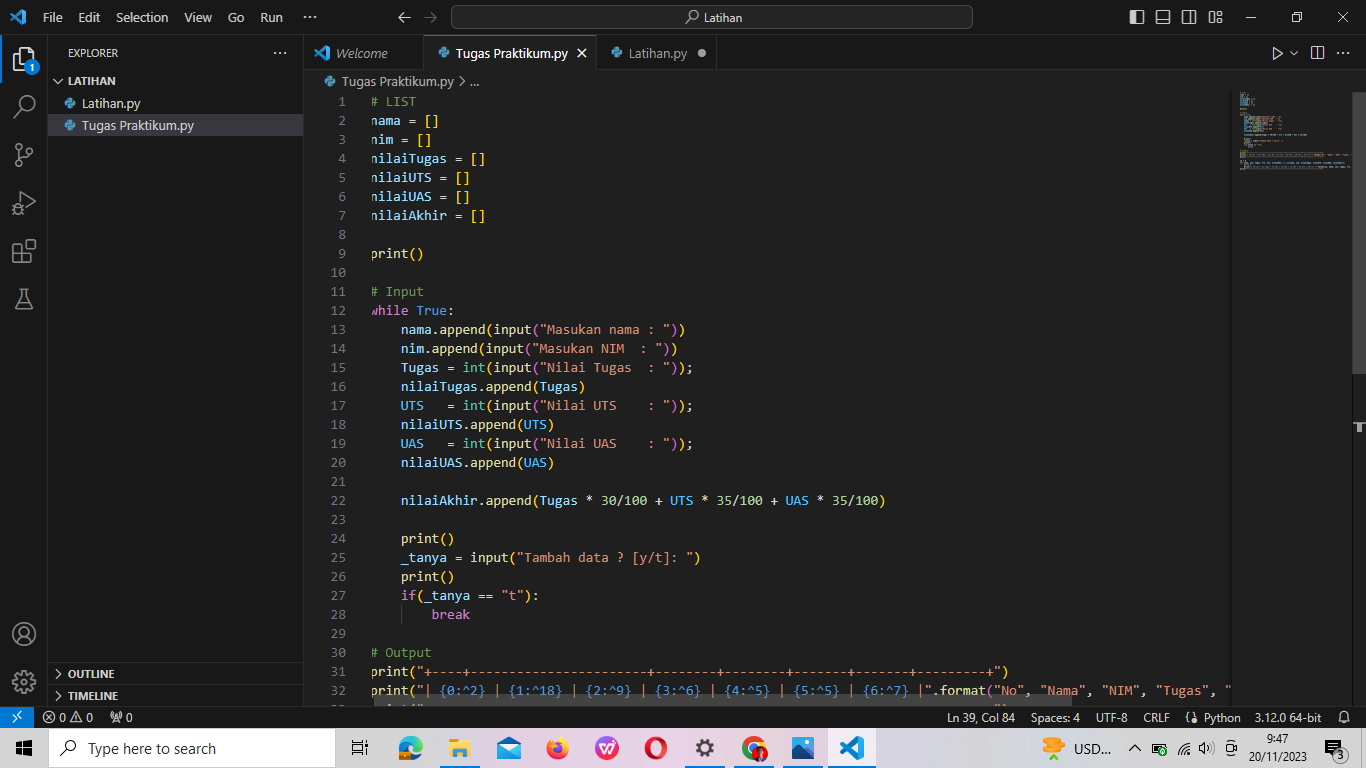 File Edit Selection View Go Run ··· Latihan
EXPLORER ···
LATIHAN
Latihan.py
Tugas Praktikum.py
OUTLINE
TIMELINE
Welcome Tugas Praktikum.py Latihan.py
Tugas Praktikum.py > ...
1 # LIST
2 nama = []
3 nim = []
4 nilaiTugas = []
5 nilaiUTS = []
6 nilaiUAS = []
7 nilaiAkhir = []
8
9 print()
10
11 # Input
12 while True:
13 nama.append(input("Masukan nama : "))
14 nim.append(input("Masukan NIM  : "))
15 Tugas = int(input("Nilai Tugas  : "));
16 nilaiTugas.append(Tugas)
17 UTS   = int(input("Nilai UTS    : "));
18 nilaiUTS.append(UTS)
19 UAS   = int(input("Nilai UAS    : "));
20 nilaiUAS.append(UAS)
21
22 nilaiAkhir.append(Tugas * 30/100 + UTS * 35/100 + UAS * 35/100)
23
24 print()
25 _tanya = input("Tambah data ? [y/t]: ")
26 print()
27 if(_tanya == "t"):
28 break
29
30 # Output
31 print("+----+-----------------------+--------+--------+-------+-------+---------+")
32 print("| {0:^2} | {1:^18} | {2:^9} | {3:^6} | {4:^5} | {5:^5} | {6:^7} |".format("No", "Nama", "NIM", "Tugas", "
0 0 0 Ln 39, Col 84 Spaces: 4 UTF-8 CRLF Python 3.12.0 64-bit
Type here to search USD... 9:47
20/11/2023 3